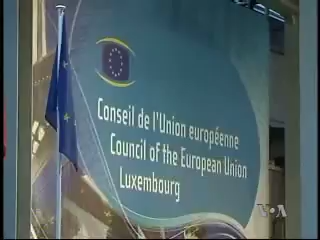 Conseil de l'Union européenne
Council of the European Union
Luxembourg
VOA